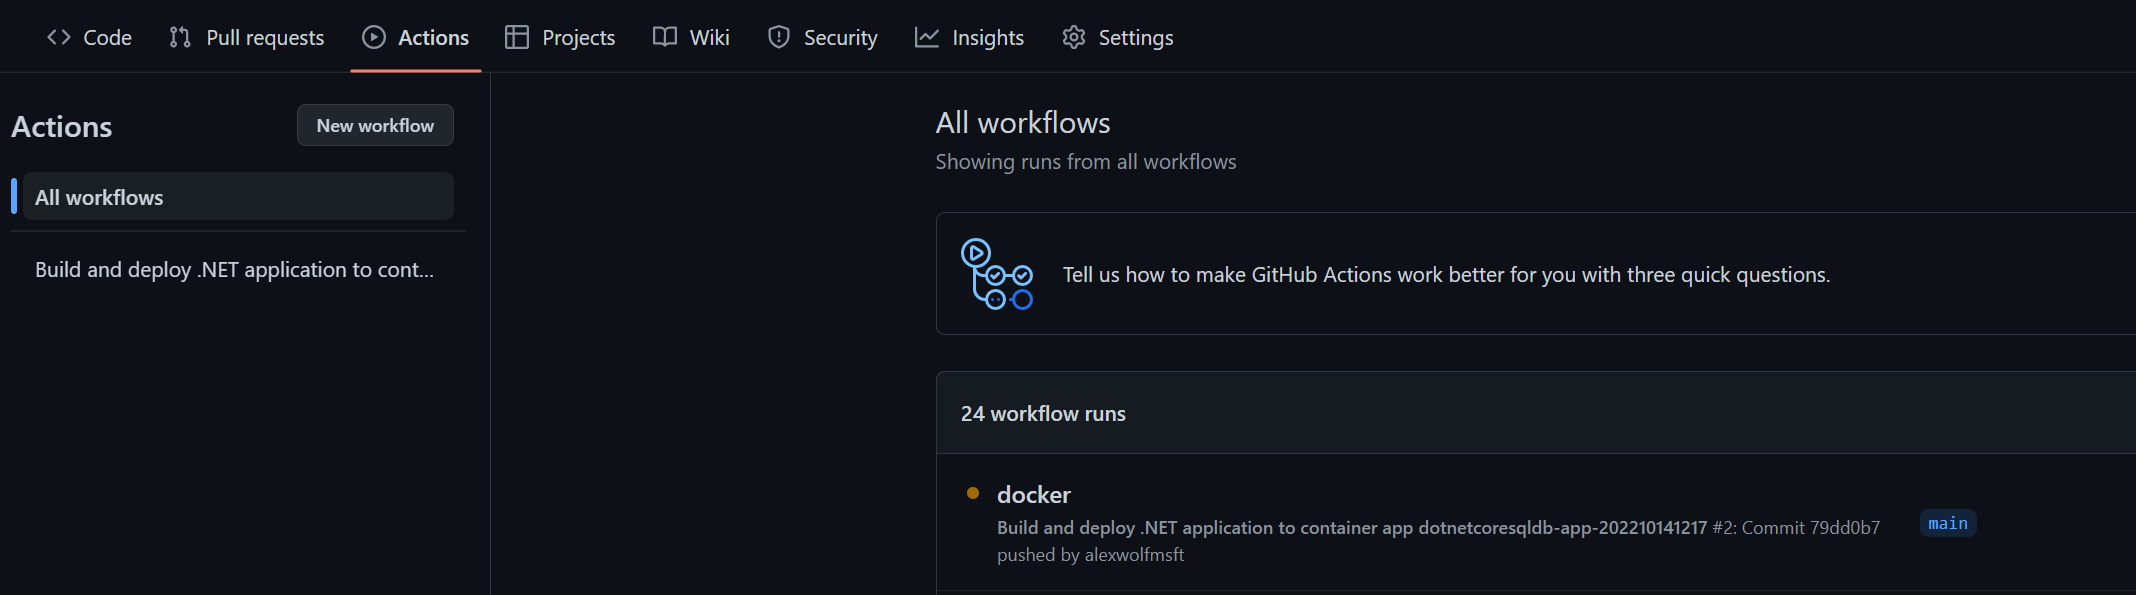 Code Pull requests Actions Projects Wiki Security Insights Settings
Actions
New workflow
All workflows
Build and deploy .NET application to cont...
All workflows
Showing runs from all workflows
Tell us how to make GitHub Actions work better for you with three quick questions.
24 workflow runs
docker
Build and deploy .NET application to container app dotnetcoresqldb-app-202210141217 #2: Commit 79dd0b7
pushed by alexwolfmsft
main